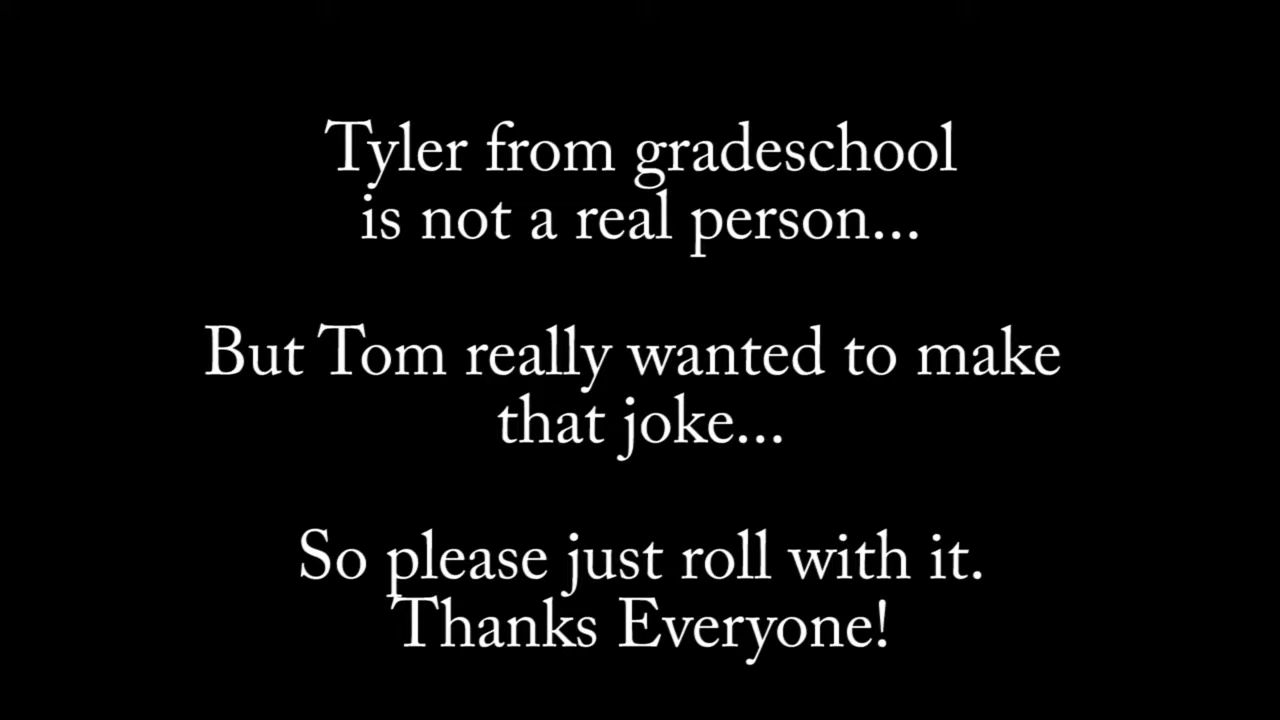 Tyler from gradeschool
is not a real person...
But Tom really wanted to make
that joke...
So please just roll with it.
Thanks Everyone!